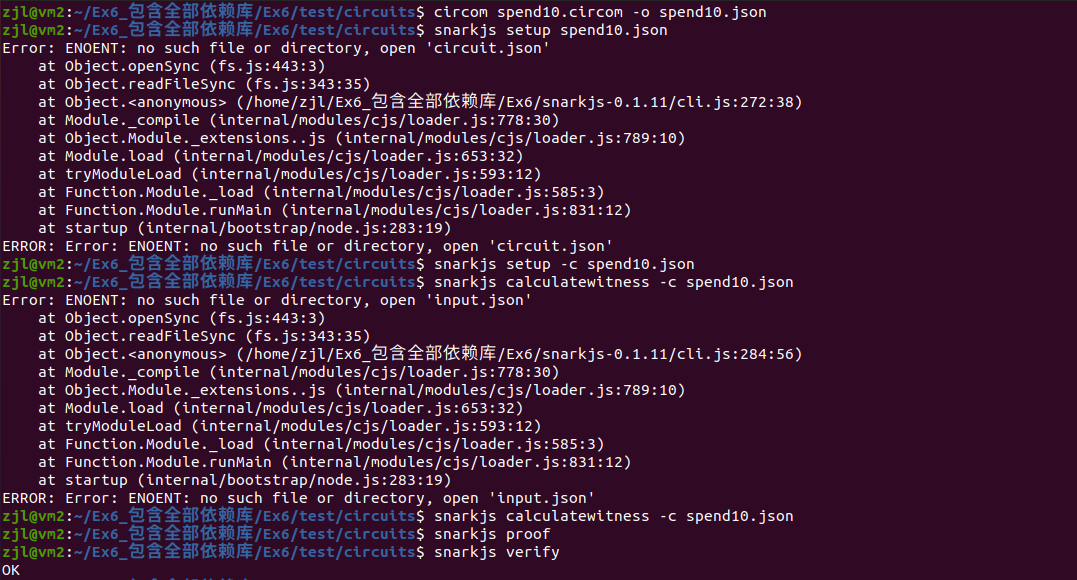 zjl@vm2:~/Ex6_包含全部依赖库/Ex6/test/circuits$ circom spend10.circom -o spend10.json
zjl@vm2:~/Ex6_包含全部依赖库/Ex6/test/circuits$ snarkjs setup spend10.json
Error: ENOENT: no such file or directory, open 'circuit.json'
    at Object.openSync (fs.js:443:3)
    at Object.readFileSync (fs.js:343:35)
    at Object.<anonymous> (/home/zjl/Ex6_包含全部依赖库/Ex6/snarkjs-0.1.11/cli.js:272:38)
    at Module._compile (internal/modules/cjs/loader.js:778:30)
    at Object.Module._extensions..js (internal/modules/cjs/loader.js:789:10)
    at Module.load (internal/modules/cjs/loader.js:653:32)
    at tryModuleLoad (internal/modules/cjs/loader.js:593:12)
    at Function.Module._load (internal/modules/cjs/loader.js:585:3)
    at Function.Module.runMain (internal/modules/cjs/loader.js:831:12)
    at startup (internal/bootstrap/node.js:283:19)
ERROR: Error: ENOENT: no such file or directory, open 'circuit.json'
zjl@vm2:~/Ex6_包含全部依赖库/Ex6/test/circuits$ snarkjs setup -c spend10.json
zjl@vm2:~/Ex6_包含全部依赖库/Ex6/test/circuits$ snarkjs calculatewitness -c spend10.json
Error: ENOENT: no such file or directory, open 'input.json'
    at Object.openSync (fs.js:443:3)
    at Object.readFileSync (fs.js:343:35)
    at Object.<anonymous> (/home/zjl/Ex6_包含全部依赖库/Ex6/snarkjs-0.1.11/cli.js:284:56)
    at Module._compile (internal/modules/cjs/loader.js:778:30)
    at Object.Module._extensions..js (internal/modules/cjs/loader.js:789:10)
    at Module.load (internal/modules/cjs/loader.js:653:32)
    at tryModuleLoad (internal/modules/cjs/loader.js:593:12)
    at Function.Module._load (internal/modules/cjs/loader.js:585:3)
    at Function.Module.runMain (internal/modules/cjs/loader.js:831:12)
    at startup (internal/bootstrap/node.js:283:19)
ERROR: Error: ENOENT: no such file or directory, open 'input.json'
zjl@vm2:~/Ex6_包含全部依赖库/Ex6/test/circuits$ snarkjs calculatewitness -c spend10.json
zjl@vm2:~/Ex6_包含全部依赖库/Ex6/test/circuits$ snarkjs proof
zjl@vm2:~/Ex6_包含全部依赖库/Ex6/test/circuits$ snarkjs verify
OK